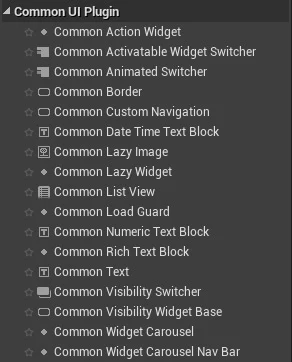 Common UI Plugin
Common Action Widget
Common Activatable Widget Switcher
Common Animated Switcher
Common Border
Common Custom Navigation
Common Date Time Text Block
Common Lazy Image
Common Lazy Widget
Common List View
Common Load Guard
Common Numeric Text Block
Common Rich Text Block
Common Text
Common Visibility Switcher
Common Visibility Widget Base
Common Widget Carousel
Common Widget Carousel Nav Bar